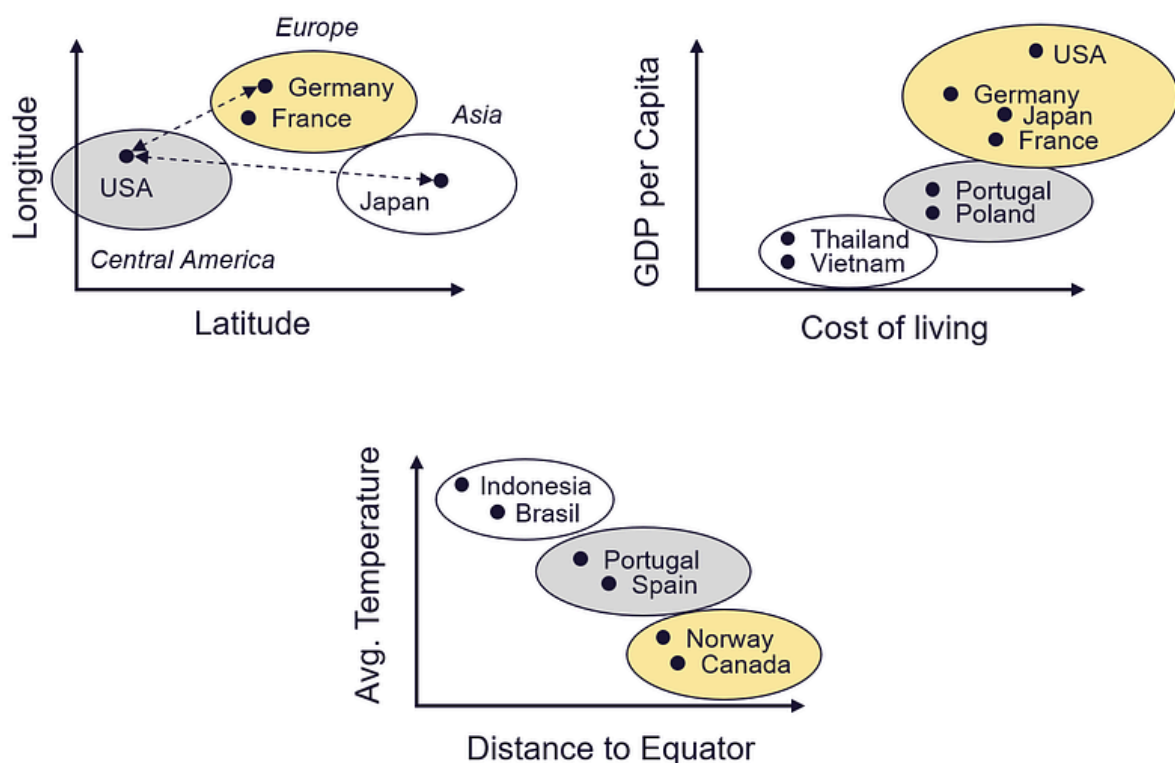 Europe
Germany
France
Asia
USA
Japan
Central America
Longitude
Latitude
USA
Germany
Japan
France
Portugal
Poland
Thailand
Vietnam
GDP per Capita
Cost of living
Indonesia
Brasil
Portugal
Spain
Norway
Canada
Avg. Temperature
Distance to Equator